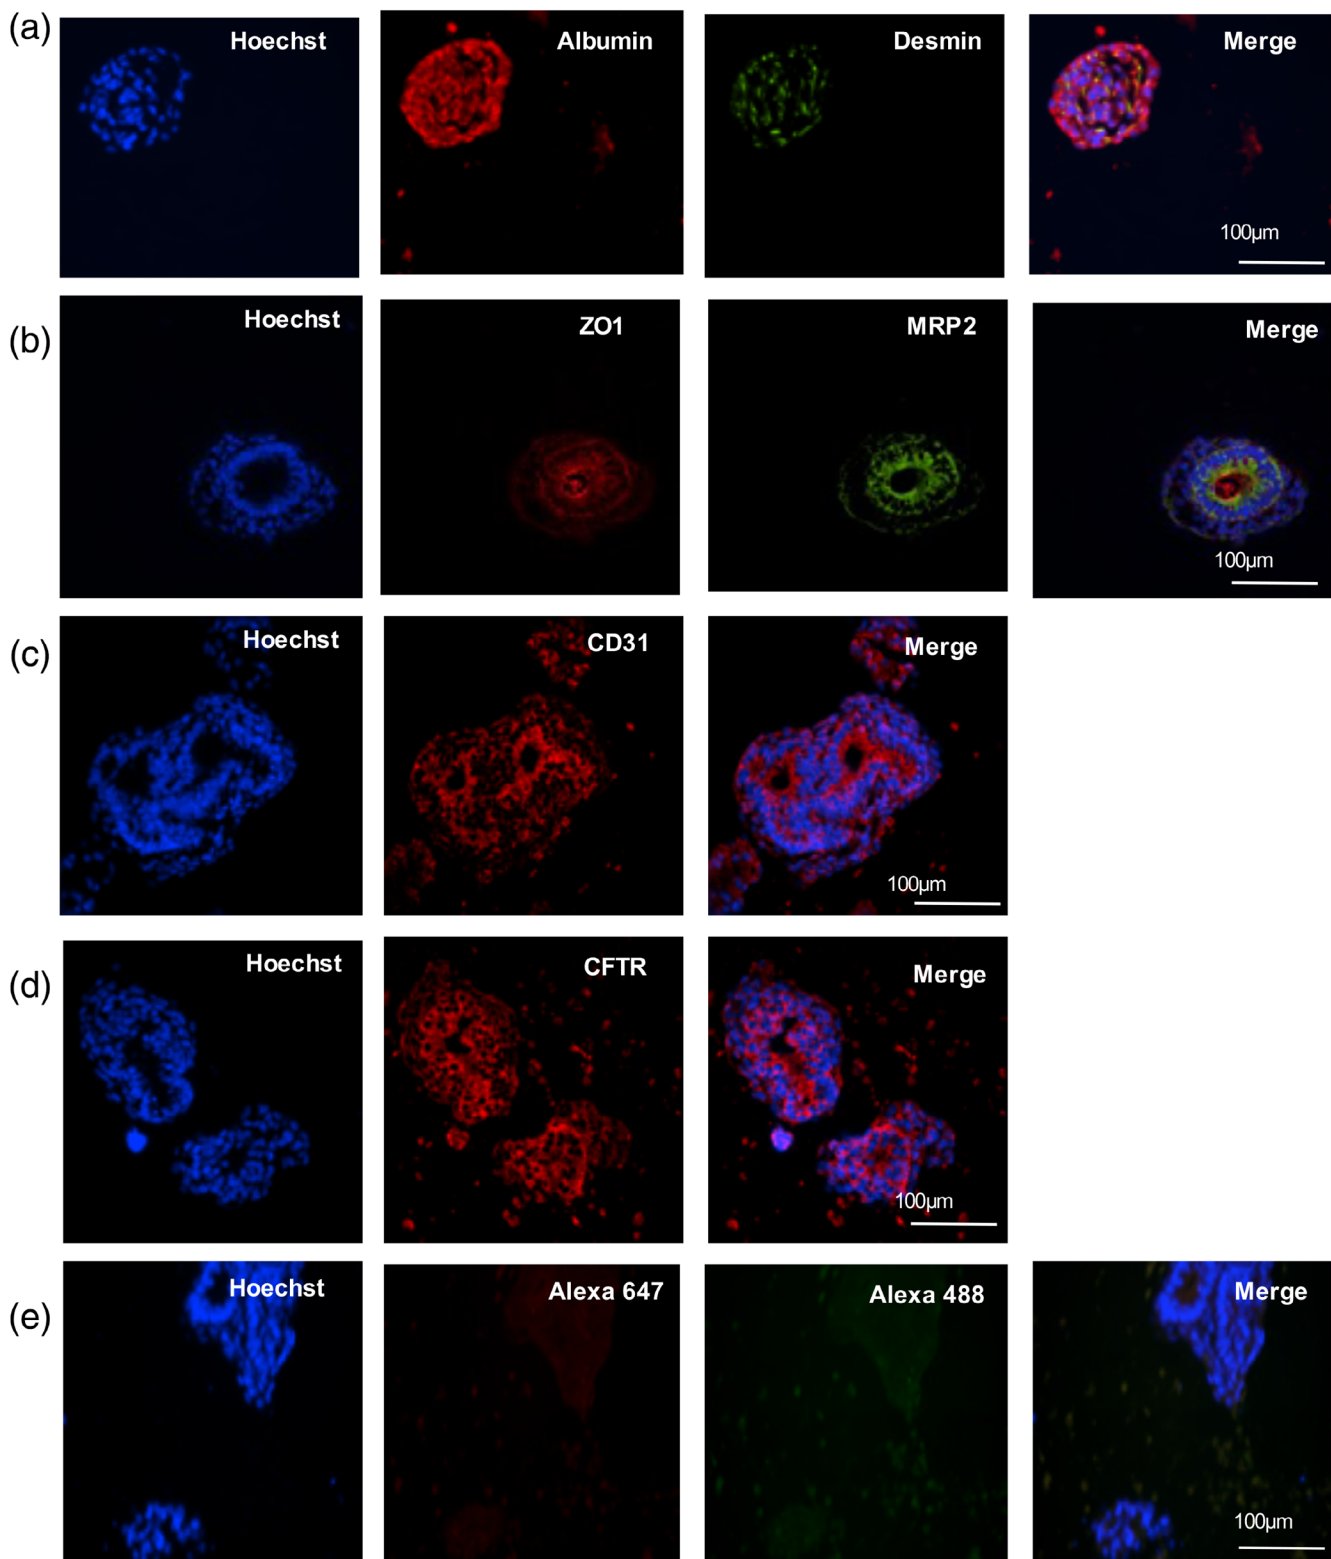 (a) Hoechst Albumin Desmin Merge
100µm
(b) Hoechst ZO1 MRP2 Merge
100µm
(c) Hoechst CD31 Merge
100µm
(d) Hoechst CFTR Merge
100µm
(e) Hoechst Alexa 647 Alexa 488 Merge
100µm